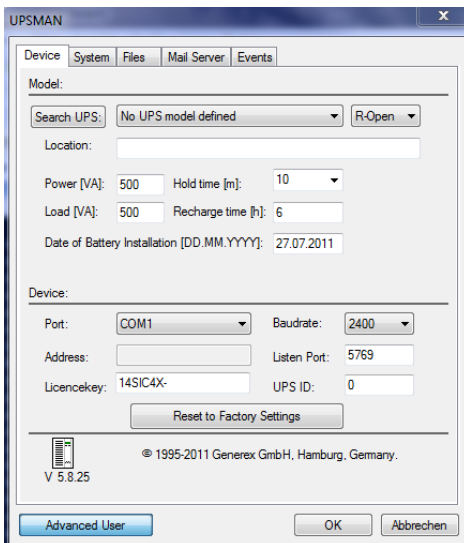 UPSMAN x
Device System Files Mail Server Events
Model:
Search UPS: No UPS model defined R-Open
Location:
Power [VA]: 500 Hold time [m]: 10
Load [VA]: 500 Recharge time [h]: 6
Date of Battery Installation [DD.MM.YYYY]: 27.07.2011
Device:
Port: COM1 Baudrate: 2400
Address: Listen Port: 5769
Licencekey: 14SIC4X- UPS ID: 0
Reset to Factory Settings
© 1995-2011 Generex GmbH, Hamburg, Germany.
V 5.8.25
Advanced User OK Abbrechen